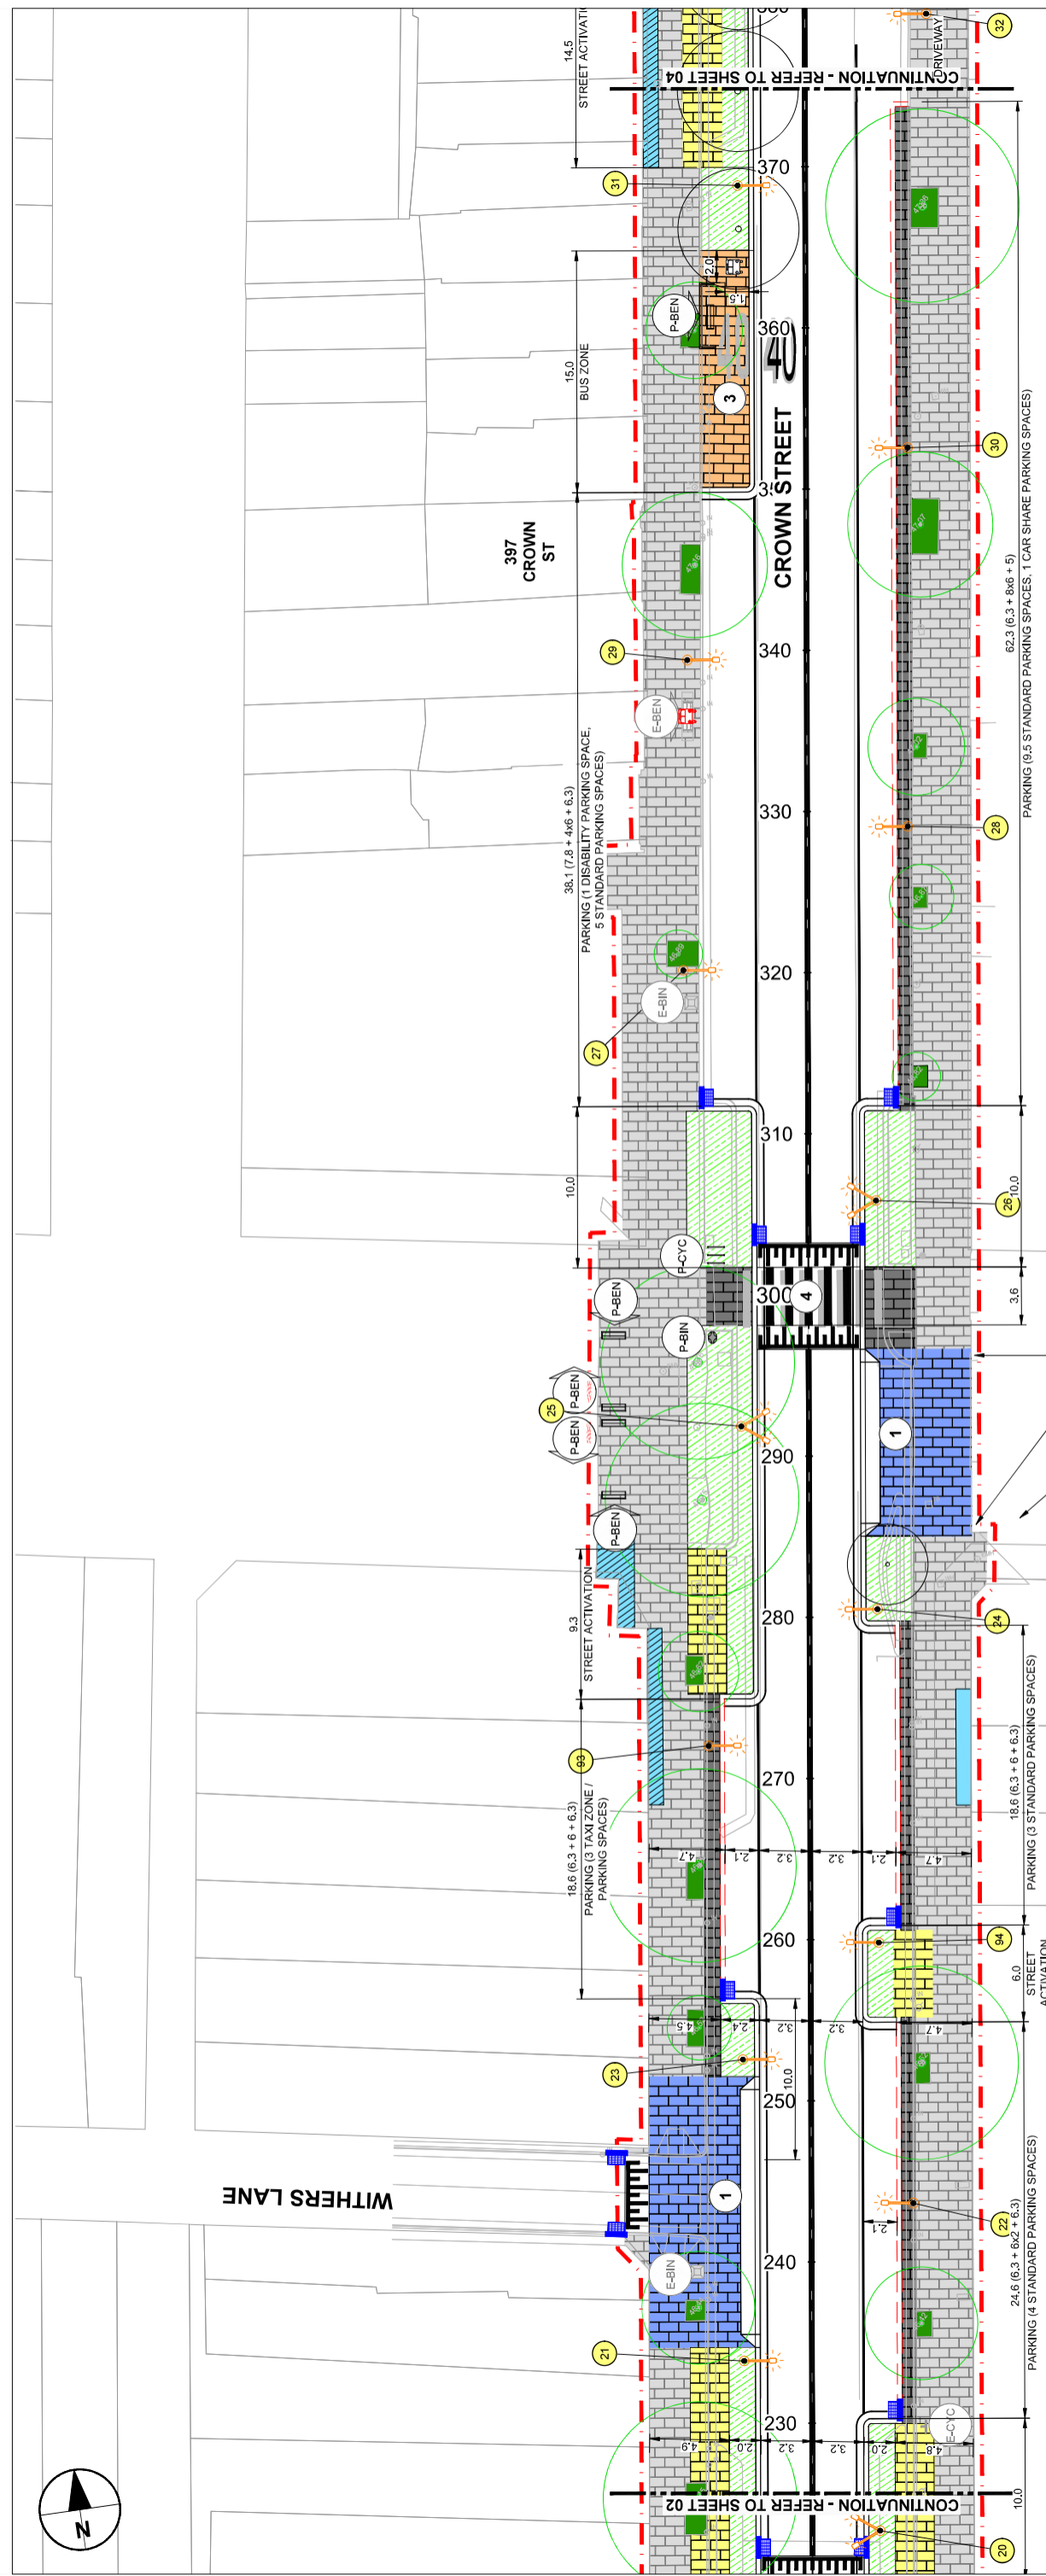 14.5
STREET ACTIVATI
CONTINUATION - REFER TO SHEET 04
DRIVEWAY
32
370
31
15.0
BUS ZONE
P-BEN
2.0
1.5
360
40
3
CROWN STREET
397
CROWN
ST
30
62.3 (6.3 + 8x6 + 5)
PARKING (9.5 STANDARD PARKING SPACES, 1 CAR SHARE PARKING SPACES)
340
29
E-BEN
38.1 (7.8 + 4x6 + 6.3)
PARKING (1 DISABILITY PARKING SPACE,
5 STANDARD PARKING SPACES)
330
28
320
E-BIN
27
310
10.0
26
10.0
P-CYC
300
4
3.6
P-BEN
P-BIN
P-BEN
P-BEN
25
290
1
P-BEN
9.3
STREET ACTIVATION
280
24
18.6 (6.3 + 6 + 6.3)
PARKING (3 TAXI ZONE /
PARKING SPACES)
93
270
18.6 (6.3 + 6 + 6.3)
PARKING (3 STANDARD PARKING SPACES)
4.7
2.1
3.2
3.2
2.1
4.7
260
94
6.0
STREET
ACTIVATION
4.5
2.4
3.2
3.2
4.7
23
10.0
250
WITHERS LANE
1
22
2.1
24.6 (6.3 + 6x2 + 6.3)
PARKING (4 STANDARD PARKING SPACES)
E-BIN
240
21
230
E-CYC
4.9
2.0
3.2
3.2
2.0
4.8
CONTINUATION - REFER TO SHEET 02
10.0
20
N